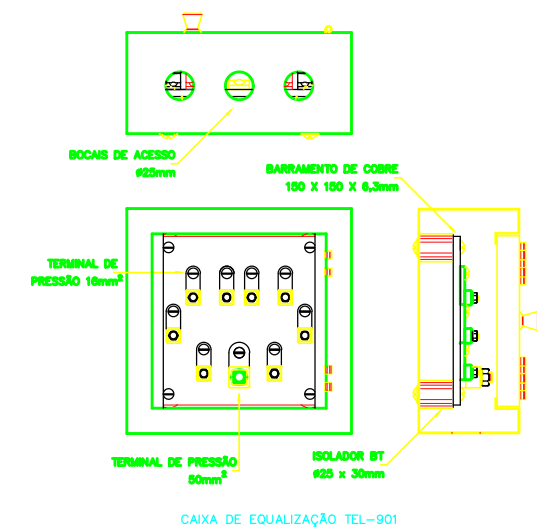 BOCAIS DE ACESSO
ø25mm
BARRAMENTO DE COBRE
150 X 150 X 6,3mm
TERMINAL DE
PRESSÃO 16mm²
TERMINAL DE PRESSÃO
50mm²
ISOLADOR BT
ø25 x 30mm
CAIXA DE EQUALIZAÇÃO TEL-901